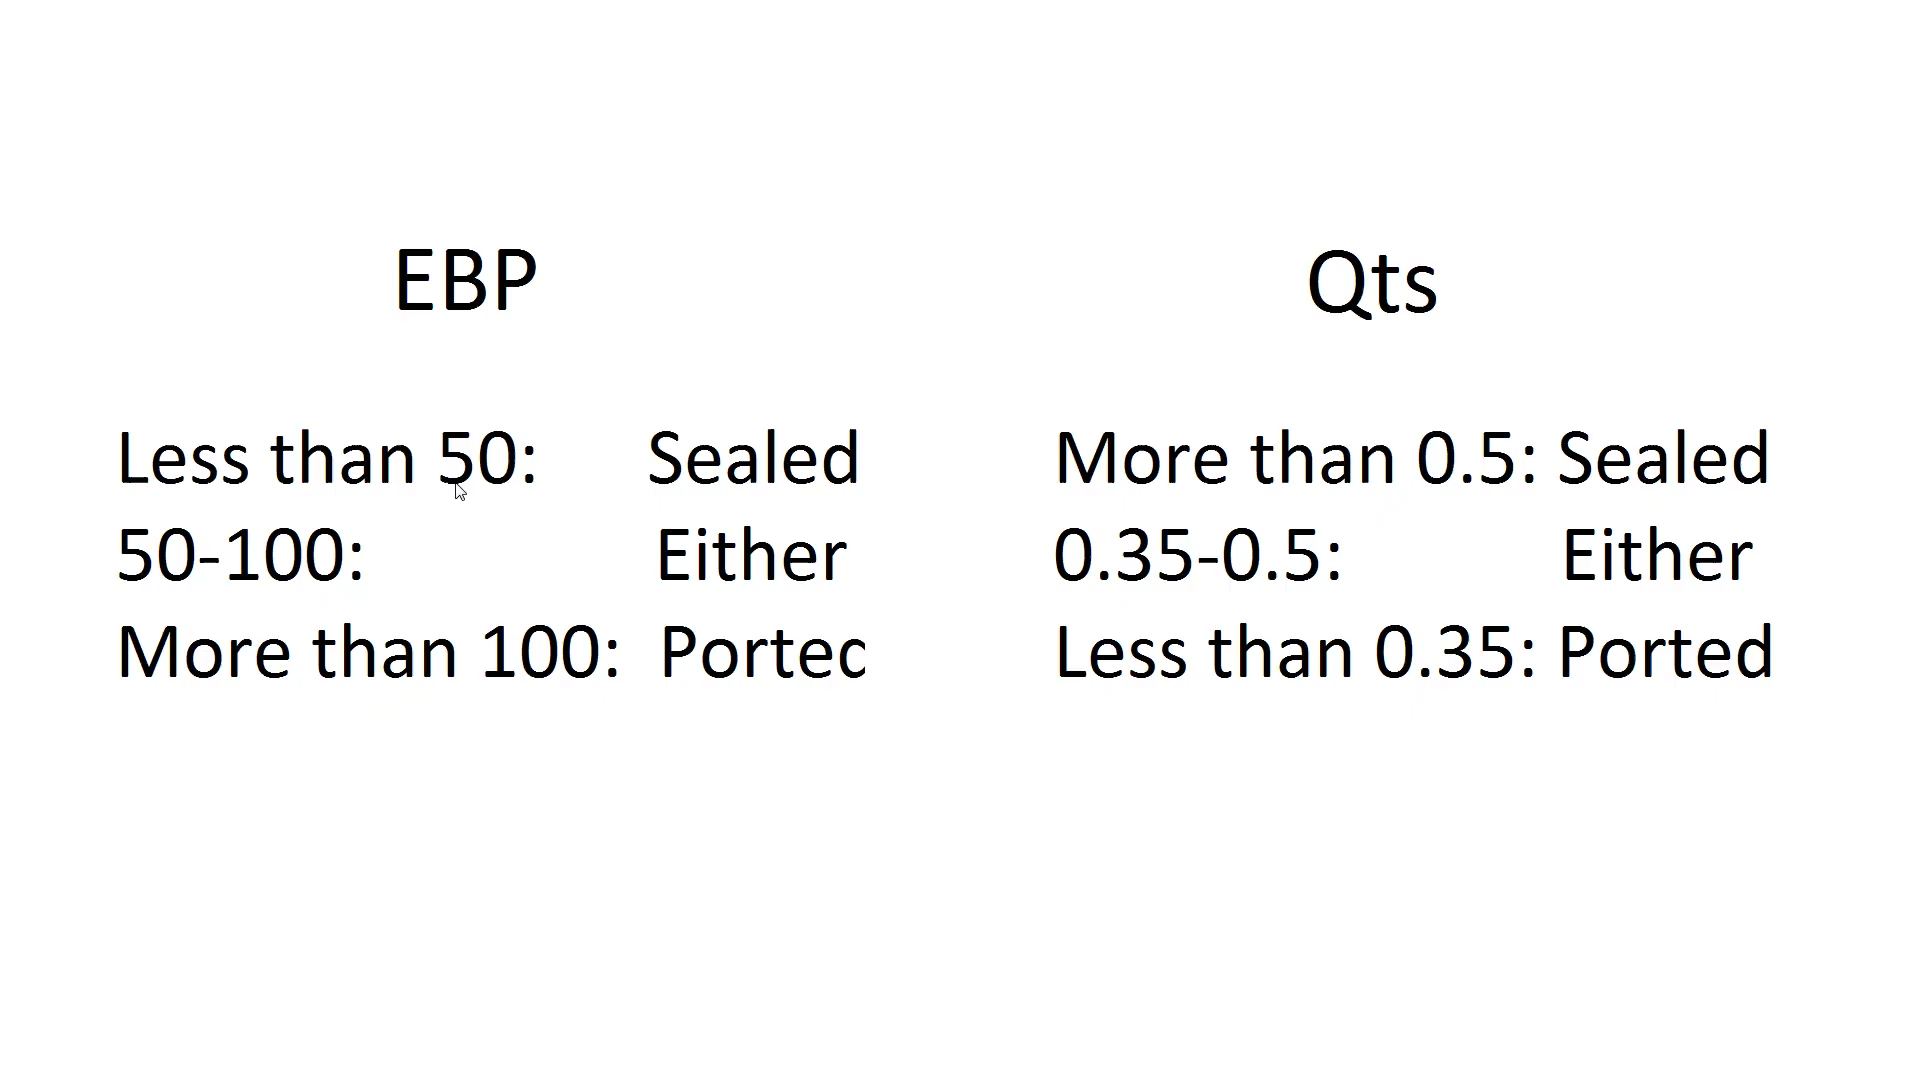 EBP
Less than 50: Sealed
50-100: Either
More than 100: Portec
Qts
More than 0.5: Sealed
0.35-0.5: Either
Less than 0.35: Ported